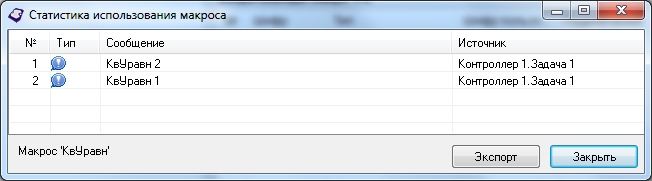 Статистика использования макроса
№ Тип Сообщение Источник
1 КвУравн 2 Контроллер 1.Задача 1
2 КвУравн 1 Контроллер 1.Задача 1
Макрос 'КвУравн'
Экспорт Закрыть